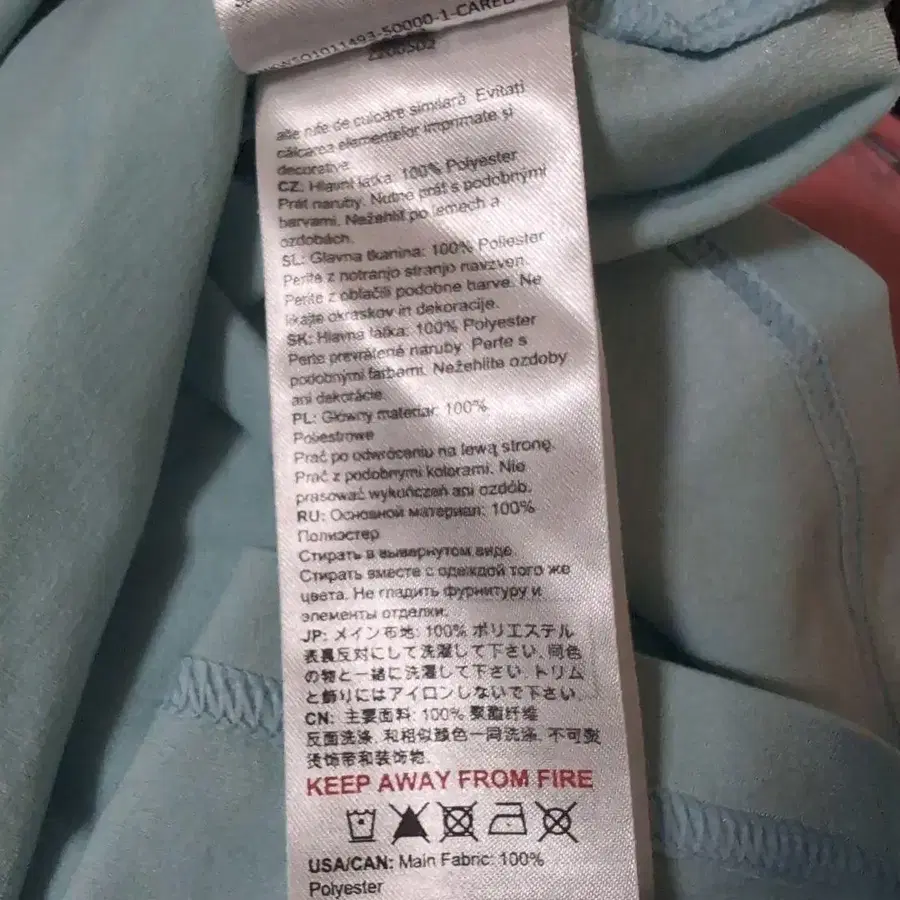 1011493-50000-1-CAREL
2200502
alte rufe de culoare similară. Evitați
călcarea elementelor imprimate și
decorative.
CZ: Hlavní látka: 100% Polyester
Prát naruby. Nutné prát s podobnými
barvami. Nežehlit po lemech a
ozdobách.
SL: Glavna tkanina: 100% Poliester
Perite z notranjo stranjo navzven.
Perite z oblačili podobne barve. Ne
likajte okraskov in dekoracije.
SK: Hlavná látka: 100% Polyester
Perte prevrátené naruby. Perte s
podobnými farbami. Nežehlite ozdoby
ani dekorácie.
PL: Główny materiał: 100%
Poliestrowe
Prać po odwróceniu na lewą stronę.
Prać z podobnymi kolorami. Nie
prasować wykończeń ani ozdób.
RU: Основной материал: 100%
Полиэстер
Стирать в вывернутом виде.
Стирать вместе с одеждой того же
цвета. Не гладить фурнитуру и
элементы отделки.
JP: メイン布地: 100% ポリエステル
表裏反対にして洗濯して下さい. 同色
の物と一緒に洗濯して下さい. トリム
と飾りにはアイロンしないで下さい.
CN: 主要面料: 100% 聚酯纤维
反面洗涤. 和相似颜色一同洗涤. 不可熨
烫饰带和装饰物.
KEEP AWAY FROM FIRE
USA/CAN: Main Fabric: 100%
Polyester